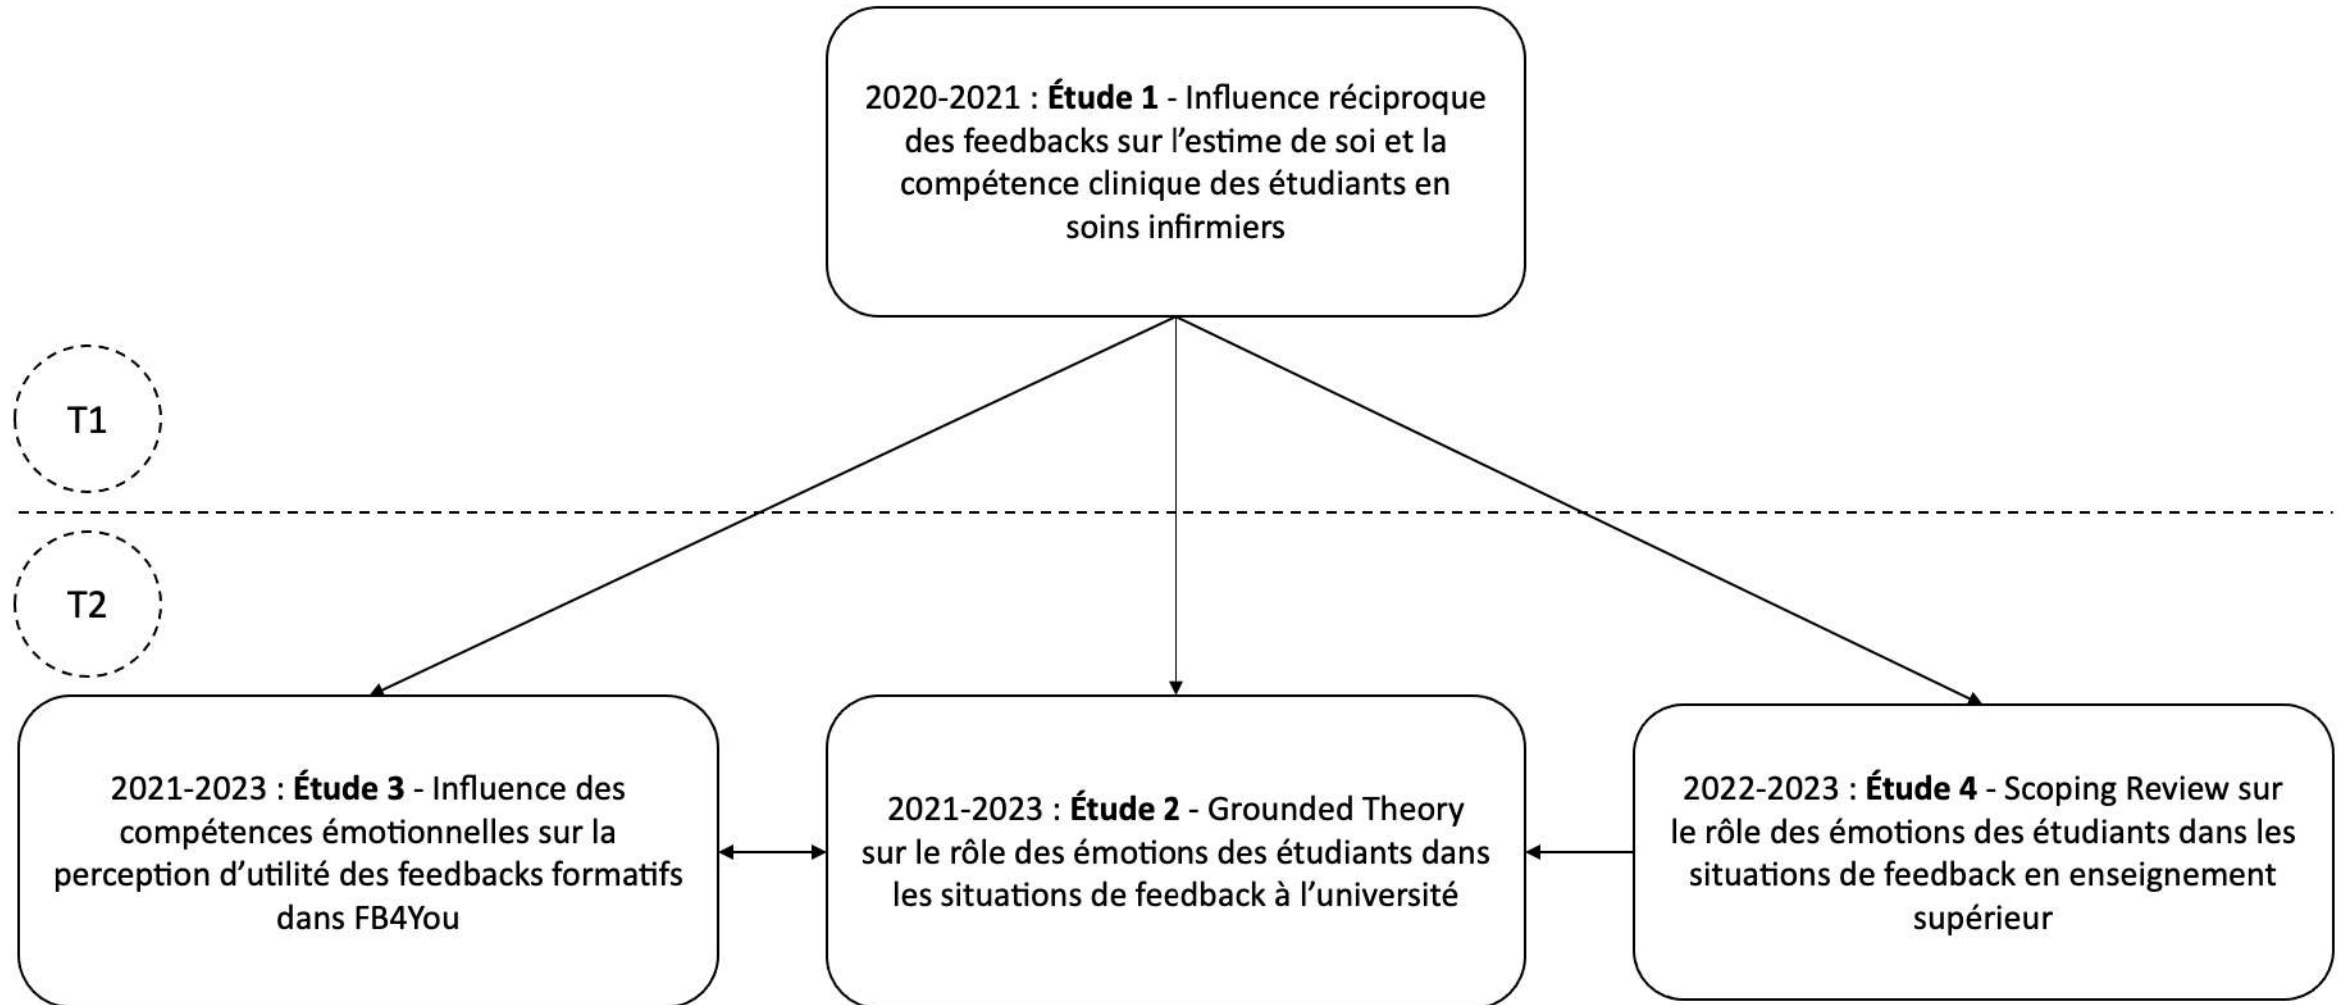 2020-2021 : Étude 1 - Influence réciproque
des feedbacks sur l’estime de soi et la
compétence clinique des étudiants en
soins infirmiers
T1
T2
2021-2023 : Étude 3 - Influence des
compétences émotionnelles sur la
perception d’utilité des feedbacks formatifs
dans FB4You
2021-2023 : Étude 2 - Grounded Theory
sur le rôle des émotions des étudiants dans
les situations de feedback à l’université
2022-2023 : Étude 4 - Scoping Review sur
le rôle des émotions des étudiants dans les
situations de feedback en enseignement
supérieur